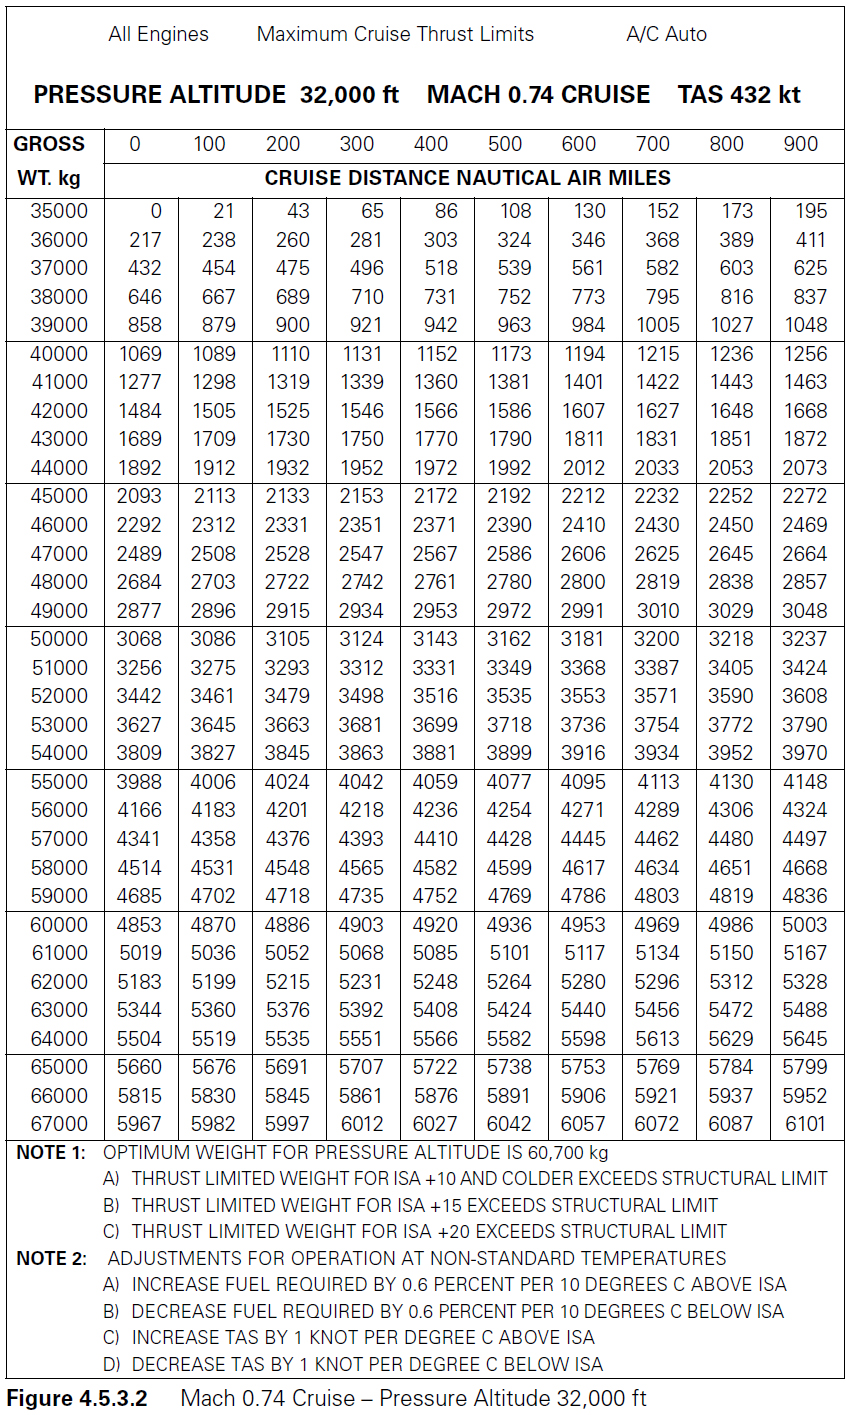 All Engines Maximum Cruise Thrust Limits A/C Auto
PRESSURE ALTITUDE 32,000 ft MACH 0.74 CRUISE TAS 432 kt
GROSS 0 100 200 300 400 500 600 700 800 900
WT. kg CRUISE DISTANCE NAUTICAL AIR MILES
35000 0 21 43 65 86 108 130 152 173 195
36000 217 238 260 281 303 324 346 368 389 411
37000 432 454 475 496 518 539 561 582 603 625
38000 646 667 689 710 731 752 773 795 816 837
39000 858 879 900 921 942 963 984 1005 1027 1048
40000 1069 1089 1110 1131 1152 1173 1194 1215 1236 1256
41000 1277 1298 1319 1339 1360 1381 1401 1422 1443 1463
42000 1484 1505 1525 1546 1566 1586 1607 1627 1648 1668
43000 1689 1709 1730 1750 1770 1790 1811 1831 1851 1872
44000 1892 1912 1932 1952 1972 1992 2012 2033 2053 2073
45000 2093 2113 2133 2153 2172 2192 2212 2232 2252 2272
46000 2292 2312 2331 2351 2371 2390 2410 2430 2450 2469
47000 2489 2508 2528 2547 2567 2586 2606 2625 2645 2664
48000 2684 2703 2722 2742 2761 2780 2800 2819 2838 2857
49000 2877 2896 2915 2934 2953 2972 2991 3010 3029 3048
50000 3068 3086 3105 3124 3143 3162 3181 3200 3218 3237
51000 3256 3275 3293 3312 3331 3349 3368 3387 3405 3424
52000 3442 3461 3479 3498 3516 3535 3553 3571 3590 3608
53000 3627 3645 3663 3681 3699 3718 3736 3754 3772 3790
54000 3809 3827 3845 3863 3881 3899 3916 3934 3952 3970
55000 3988 4006 4024 4042 4059 4077 4095 4113 4130 4148
56000 4166 4183 4201 4218 4236 4254 4271 4289 4306 4324
57000 4341 4358 4376 4393 4410 4428 4445 4462 4480 4497
58000 4514 4531 4548 4565 4582 4599 4617 4634 4651 4668
59000 4685 4702 4718 4735 4752 4769 4786 4803 4819 4836
60000 4853 4870 4886 4903 4920 4936 4953 4969 4986 5003
61000 5019 5036 5052 5068 5085 5101 5117 5134 5150 5167
62000 5183 5199 5215 5231 5248 5264 5280 5296 5312 5328
63000 5344 5360 5376 5392 5408 5424 5440 5456 5472 5488
64000 5504 5519 5535 5551 5566 5582 5598 5613 5629 5645
65000 5660 5676 5691 5707 5722 5738 5753 5769 5784 5799
66000 5815 5830 5845 5861 5876 5891 5906 5921 5937 5952
67000 5967 5982 5997 6012 6027 6042 6057 6072 6087 6101
NOTE 1: OPTIMUM WEIGHT FOR PRESSURE ALTITUDE IS 60,700 kg
A) THRUST LIMITED WEIGHT FOR ISA +10 AND COLDER EXCEEDS STRUCTURAL LIMIT
B) THRUST LIMITED WEIGHT FOR ISA +15 EXCEEDS STRUCTURAL LIMIT
C) THRUST LIMITED WEIGHT FOR ISA +20 EXCEEDS STRUCTURAL LIMIT
NOTE 2: ADJUSTMENTS FOR OPERATION AT NON-STANDARD TEMPERATURES
A) INCREASE FUEL REQUIRED BY 0.6 PERCENT PER 10 DEGREES C ABOVE ISA
B) DECREASE FUEL REQUIRED BY 0.6 PERCENT PER 10 DEGREES C BELOW ISA
C) INCREASE TAS BY 1 KNOT PER DEGREE C ABOVE ISA
D) DECREASE TAS BY 1 KNOT PER DEGREE C BELOW ISA
Figure 4.5.3.2 Mach 0.74 Cruise – Pressure Altitude 32,000 ft